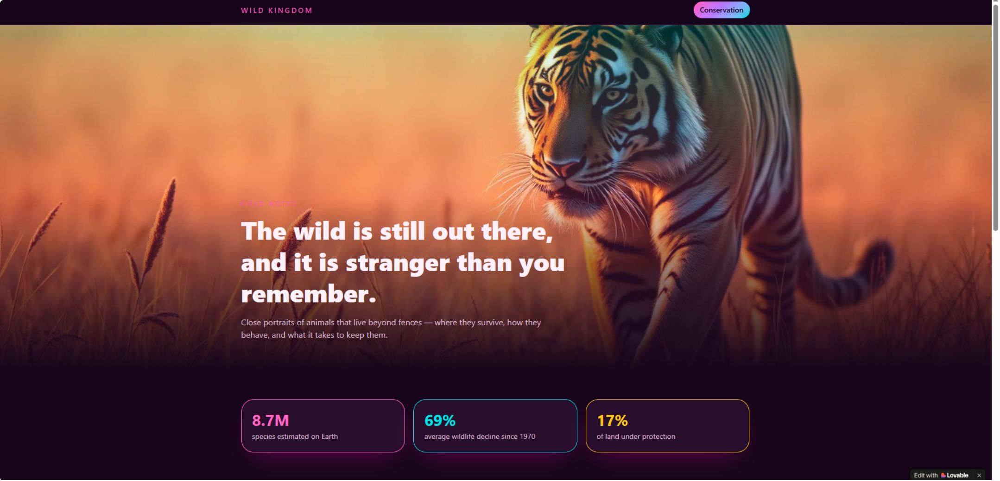 WILD KINGDOM
Conservation
FIELD NOTES
The wild is still out there,
and it is stranger than you
remember.
Close portraits of animals that live beyond fences — where they survive, how they
behave, and what it takes to keep them.
8.7M
species estimated on Earth
69%
average wildlife decline since 1970
17%
of land under protection
Edit with Lovable ×